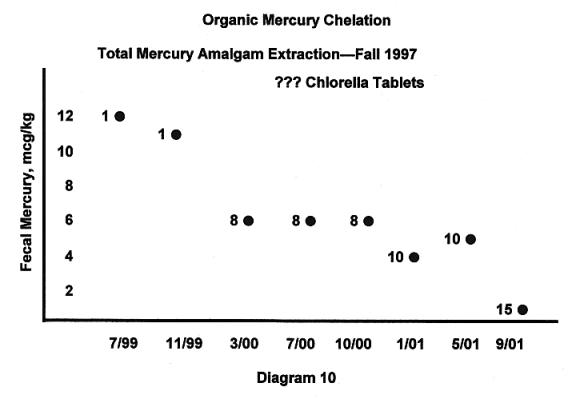 Organic Mercury Chelation
Total Mercury Amalgam Extraction—Fall 1997
??? Chlorella Tablets
Fecal Mercury, mcg/kg
12
10
8
6
4
2
1
1
8
8
8
10
10
15
7/99 11/99 3/00 7/00 10/00 1/01 5/01 9/01
Diagram 10